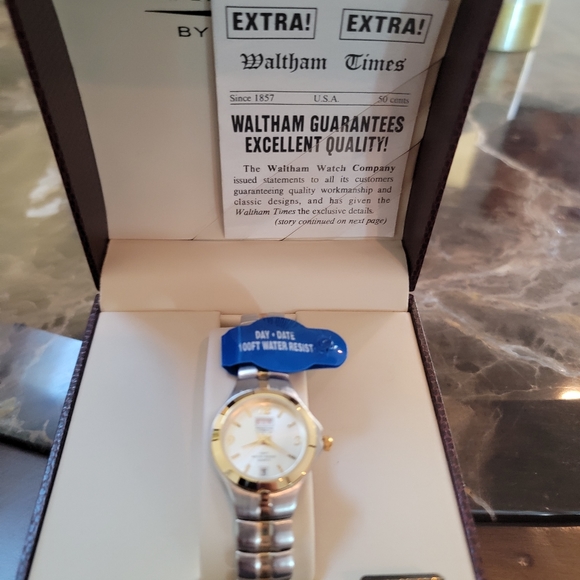 BY
EXTRA! EXTRA!
Waltham Times
Since 1857 U.S.A. 50 cents
WALTHAM GUARANTEES
EXCELLENT QUALITY!
The Waltham Watch Company
issued statements to all its customers
guaranteeing quality workmanship and
classic designs, and has given the
Waltham Times the exclusive details.
(story continued on next page)
DAY • DATE
100FT WATER RESIST